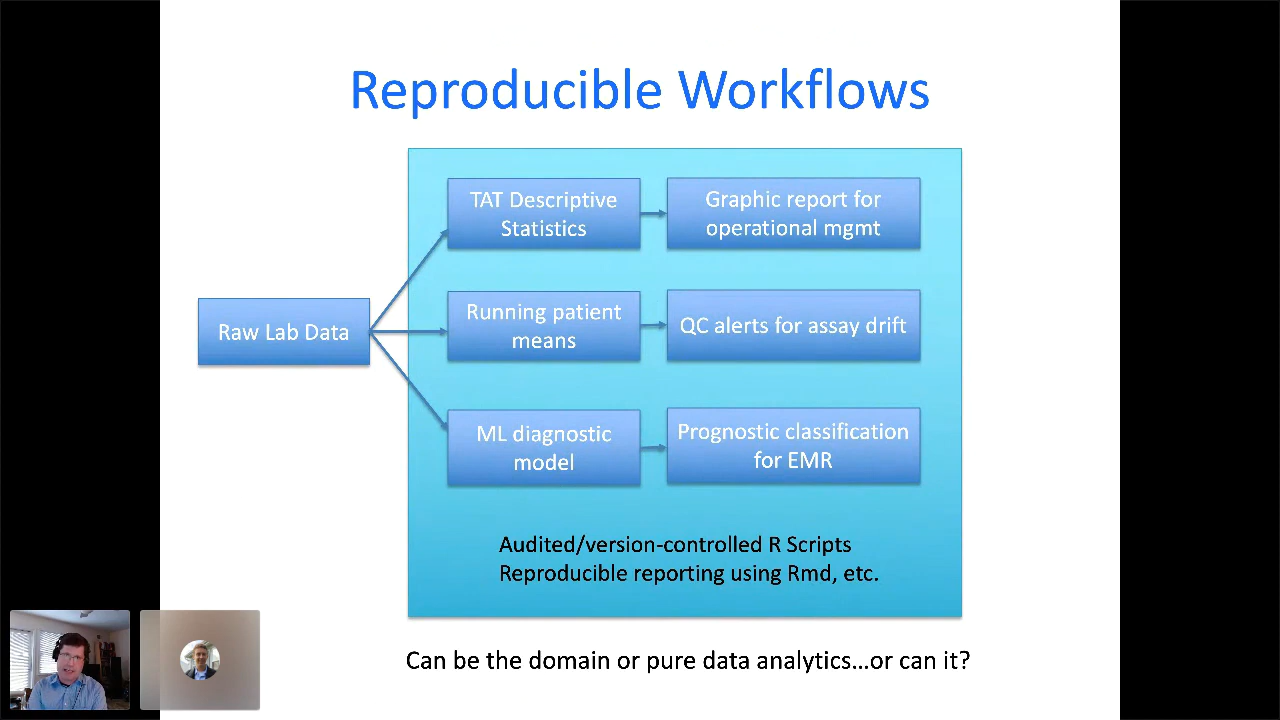 Reproducible Workflows
TAT Descriptive
Statistics
Graphic report for
operational mgmt
Raw Lab Data
Running patient
means
QC alerts for assay drift
ML diagnostic
model
Prognostic classification
for EMR
Audited/version-controlled R Scripts
Reproducible reporting using Rmd, etc.
Can be the domain or pure data analytics...or can it?